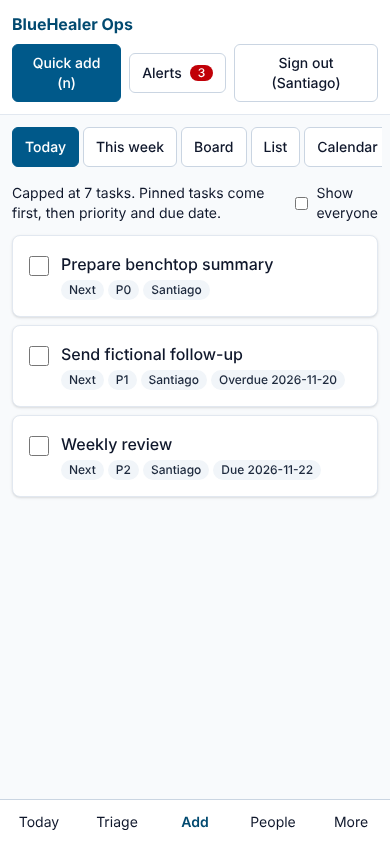 BlueHealer Ops
Quick add
(n)
Alerts 3
Sign out
(Santiago)
Today
This week
Board
List
Calendar
Capped at 7 tasks. Pinned tasks come
first, then priority and due date.
Show
everyone
Prepare benchtop summary
Next P0 Santiago
Send fictional follow-up
Next P1 Santiago Overdue 2026-11-20
Weekly review
Next P2 Santiago Due 2026-11-22
Today Triage Add People More